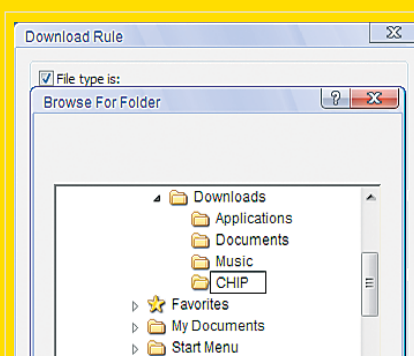 Download Rule
File type is:
Browse For Folder
Downloads
Applications
Documents
Music
CHIP
Favorites
My Documents
Start Menu